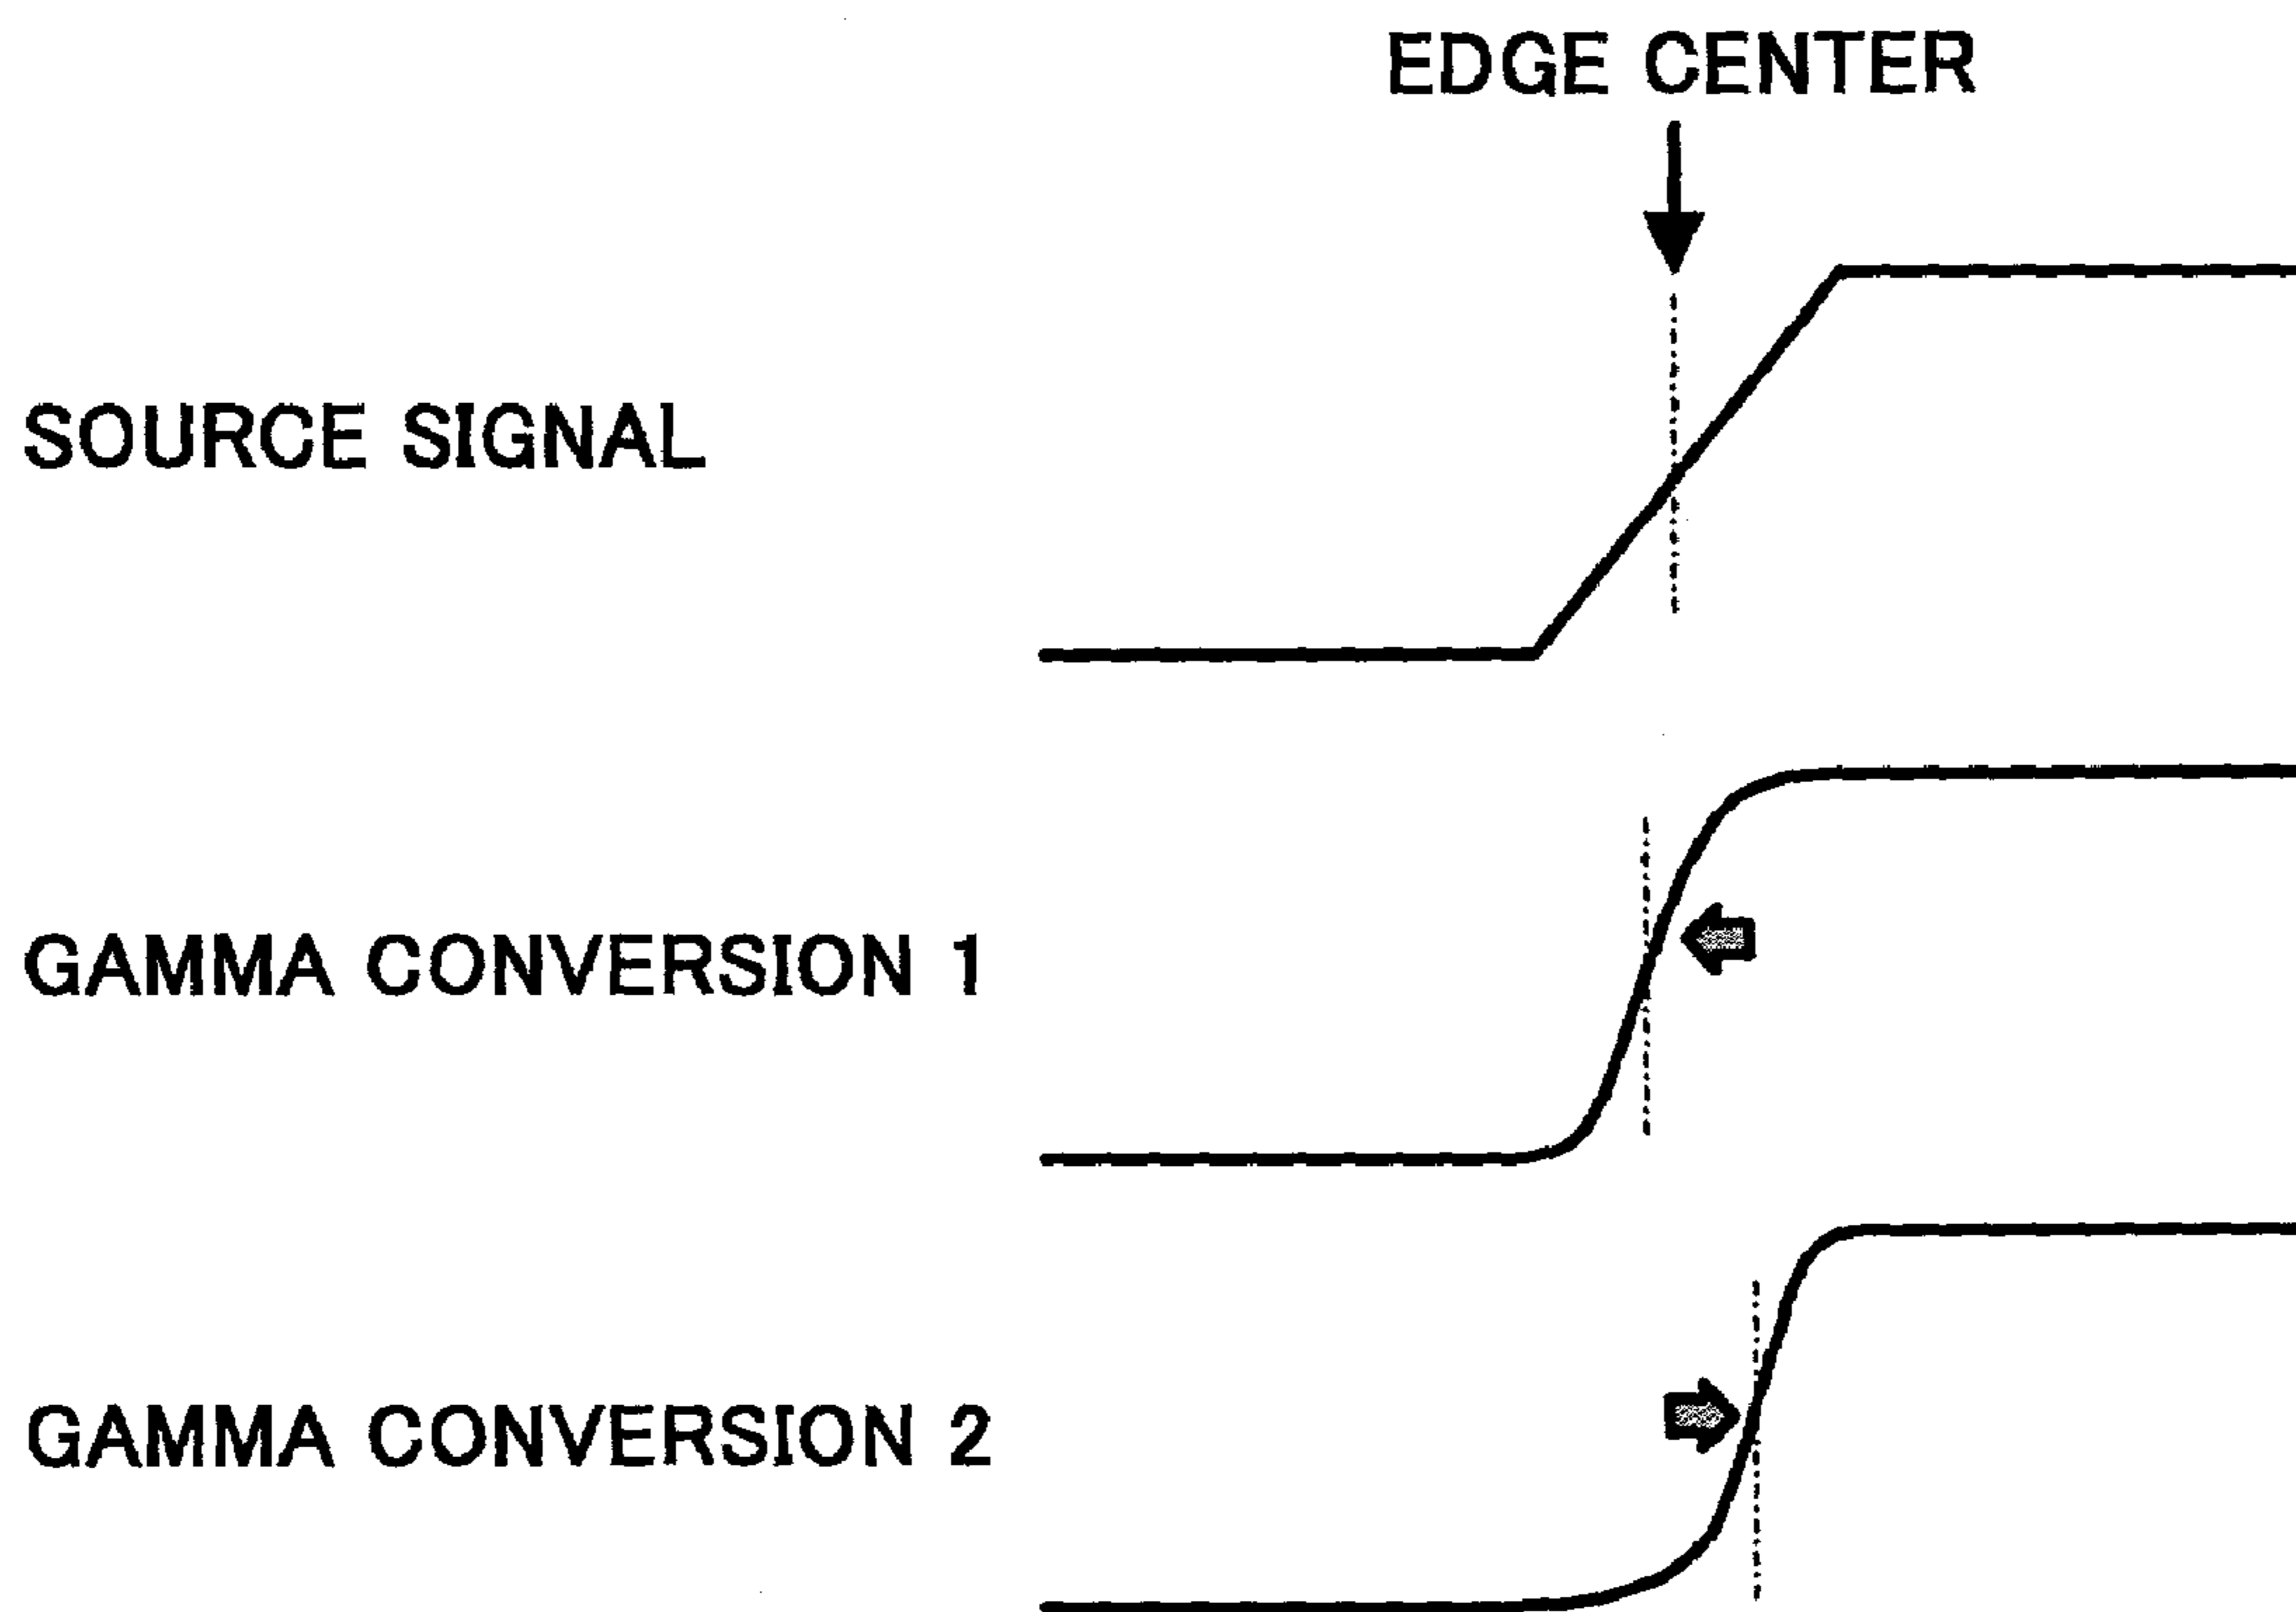 EDGE CENTER
SOURCE SIGNAL
GAMMA CONVERSION 1
GAMMA CONVERSION 2